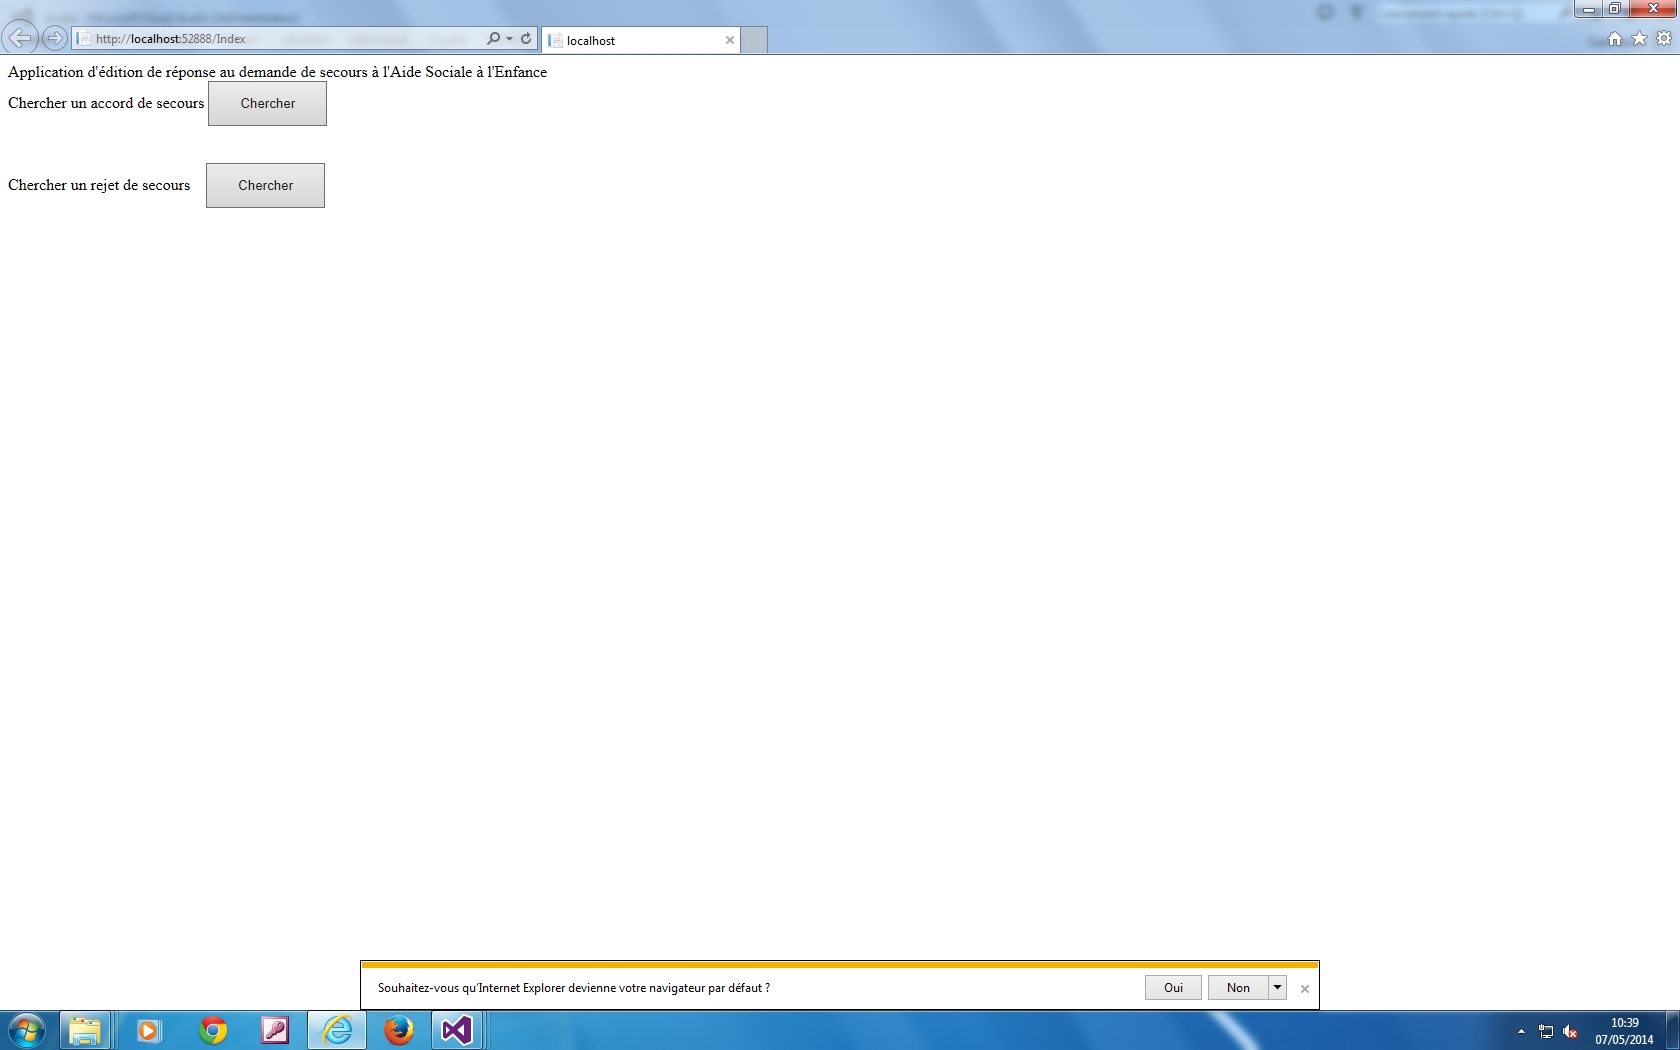 http://localhost:52888/Index
localhost
Application d'édition de réponse au demande de secours à l'Aide Sociale à l'Enfance
Chercher un accord de secours Chercher
Chercher un rejet de secours Chercher
Souhaitez-vous qu'Internet Explorer devienne votre navigateur par défaut ? Oui Non
10:39
07/05/2014